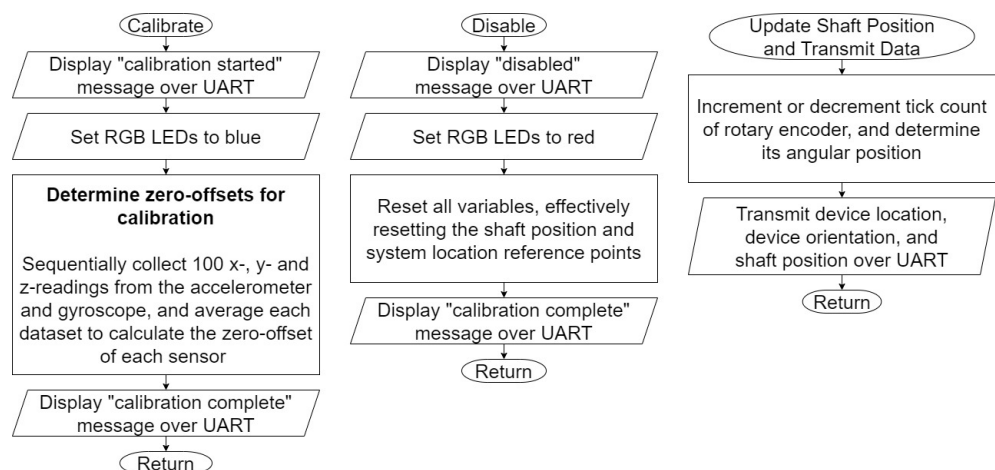 Calibrate
Display "calibration started"
message over UART
Set RGB LEDs to blue
Determine zero-offsets for
calibration
Sequentially collect 100 x-, y- and
z-readings from the accelerometer
and gyroscope, and average each
dataset to calculate the zero-offset
of each sensor
Display "calibration complete"
message over UART
Return
Disable
Display "disabled"
message over UART
Set RGB LEDs to red
Reset all variables, effectively
resetting the shaft position and
system location reference points
Display "calibration complete"
message over UART
Return
Update Shaft Position
and Transmit Data
Increment or decrement tick count
of rotary encoder, and determine
its angular position
Transmit device location,
device orientation, and
shaft position over UART
Return